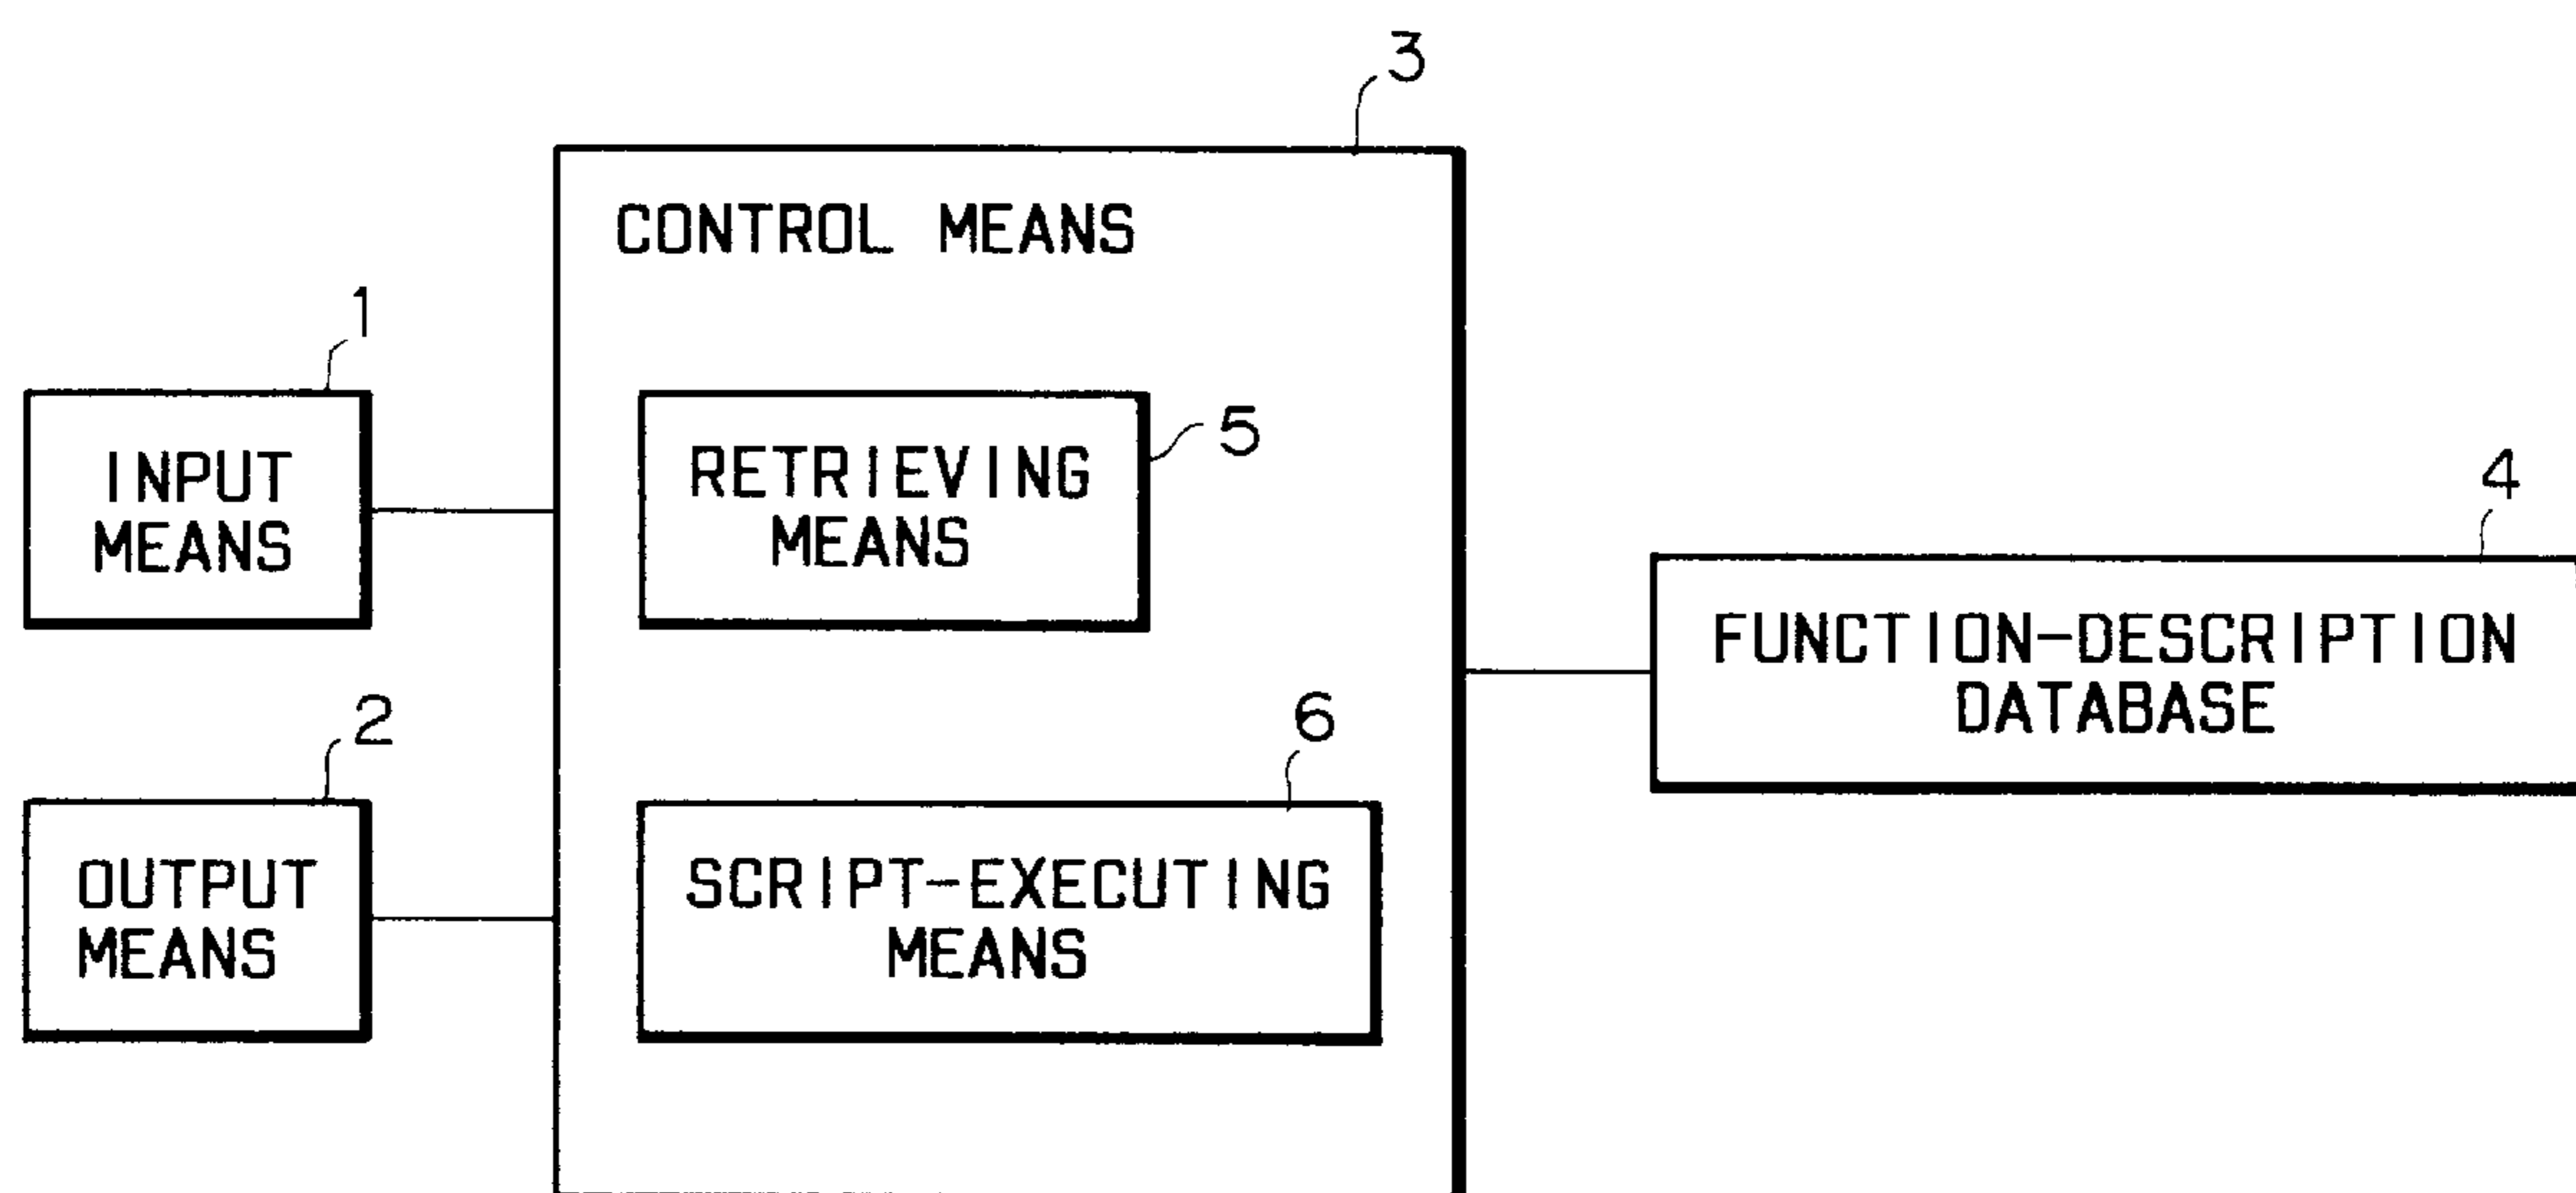 3
CONTROL MEANS
1
INPUT
MEANS
5
RETRIEVING
MEANS
4
FUNCTION-DESCRIPTION
DATABASE
2
OUTPUT
MEANS
6
SCRIPT-EXECUTING
MEANS